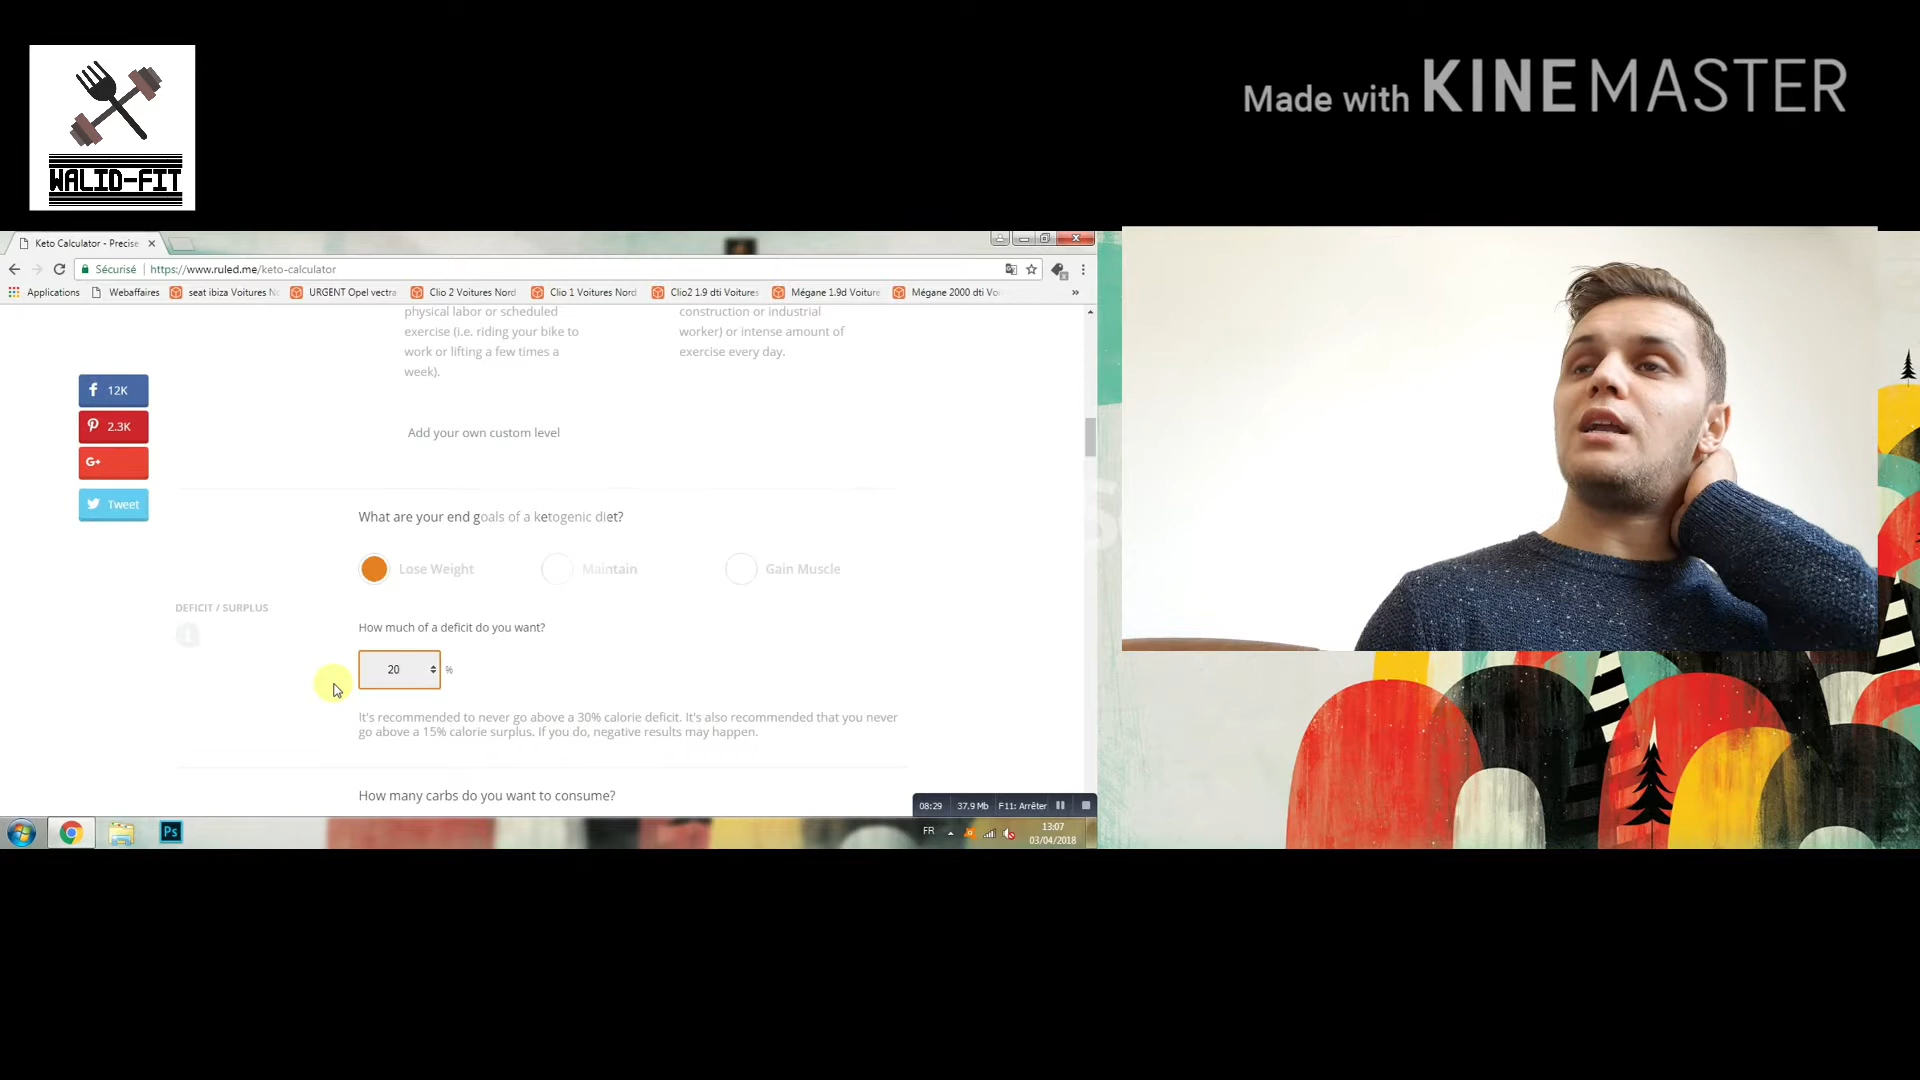 WALID-FIT
Made with KINEMASTER
Keto Calculator - Precise
Sécurisé https://www.ruled.me/keto-calculator
Applications Webaffaires seat ibiza Voitures URGENT Opel vectra Clio 2 Voitures Nord Clio 1 Voitures Nord Clio2 1.9 dti Voitures Mégane 1.9d Voiture Mégane 2000 dti »
physical labor or scheduled
exercise (i.e. riding your bike to
work or lifting a few times a
week).
construction or industrial
worker) or intense amount of
exercise every day.
12K
2.3K
G+
Tweet
Add your own custom level
What are your end goals of a ketogenic diet?
Lose Weight Maintain Gain Muscle
DEFICIT / SURPLUS
How much of a deficit do you want?
20 %
It's recommended to never go above a 30% calorie deficit. It's also recommended that you never
go above a 15% calorie surplus. If you do, negative results may happen.
How many carbs do you want to consume?
08:29 37.9 Mb F11: Arrêter
Ps
FR
13:07
03/04/2018